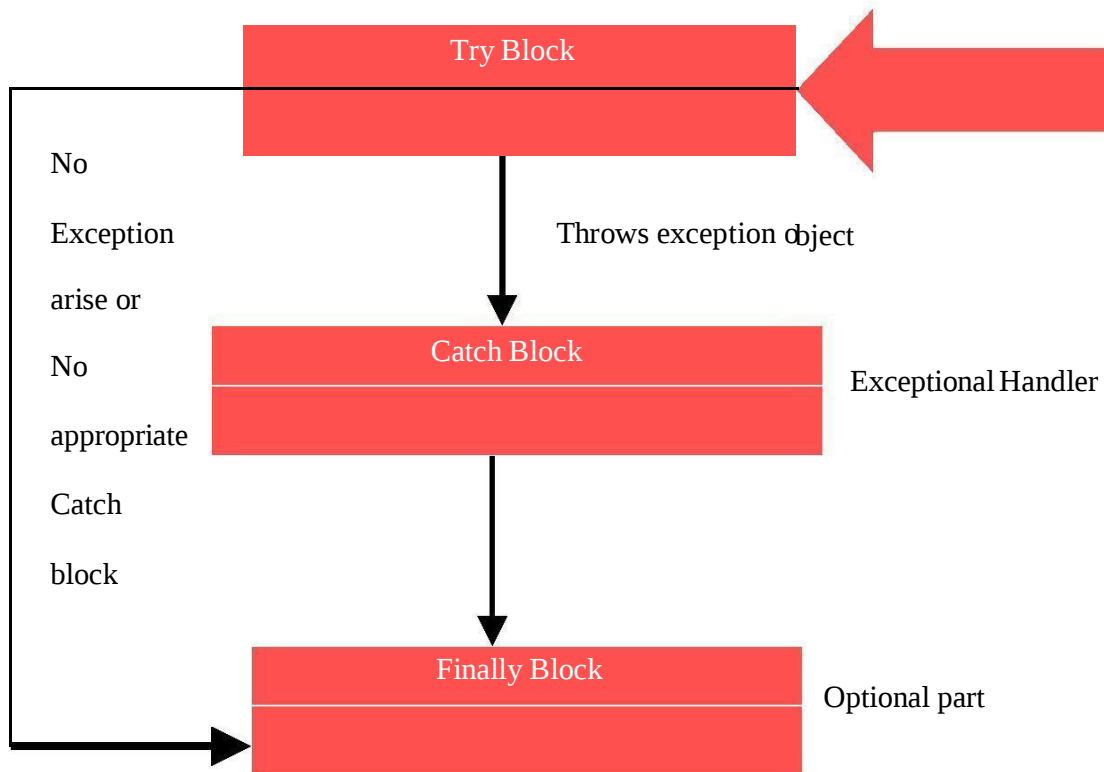 Try Block
No
Exception
arise or
No
appropriate
Catch
block
Throws exception object
Catch Block
Exceptional Handler
Finally Block
Optional part